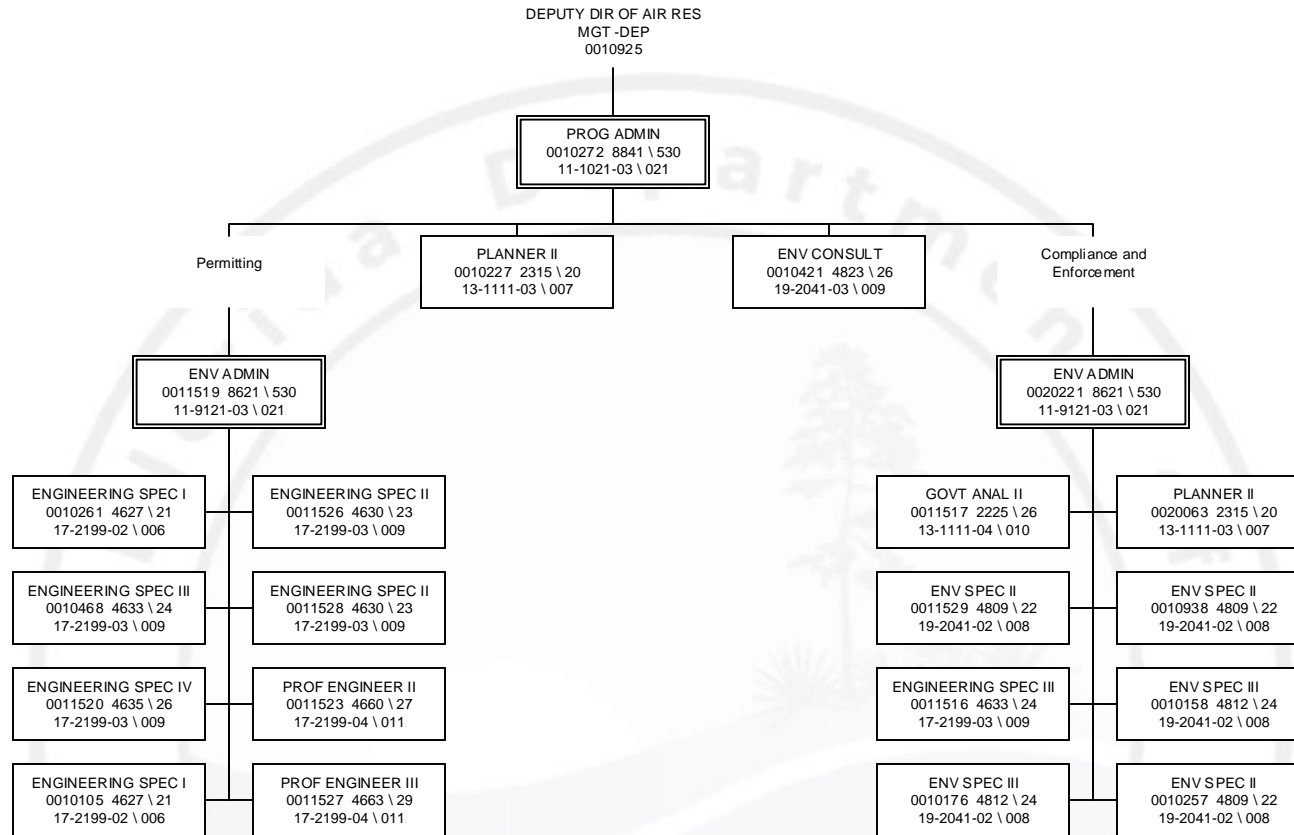 DEPUTY DIR OF AIR RES
MGT -DEP
0010925
PROG ADMIN
0010272 8841 \ 530
11-1021-03 \ 021
Permitting
PLANNER II
0010227 2315 \ 20
13-1111-03 \ 007
ENV CONSULT
0010421 4823 \ 26
19-2041-03 \ 009
Compliance and
Enforcement
ENV ADMIN
0011519 8621 \ 530
11-9121-03 \ 021
ENV ADMIN
0020221 8621 \ 530
11-9121-03 \ 021
ENGINEERING SPEC I
0010261 4627 \ 21
17-2199-02 \ 006
ENGINEERING SPEC II
0011526 4630 \ 23
17-2199-03 \ 009
GOVT ANAL II
0011517 2225 \ 26
13-1111-04 \ 010
PLANNER II
0020063 2315 \ 20
13-1111-03 \ 007
ENGINEERING SPEC III
0010468 4633 \ 24
17-2199-03 \ 009
ENGINEERING SPEC II
0011528 4630 \ 23
17-2199-03 \ 009
ENV SPEC II
0011529 4809 \ 22
19-2041-02 \ 008
ENV SPEC II
0010938 4809 \ 22
19-2041-02 \ 008
ENGINEERING SPEC IV
0011520 4635 \ 26
17-2199-03 \ 009
PROF ENGINEER II
0011523 4660 \ 27
17-2199-04 \ 011
ENGINEERING SPEC III
0011516 4633 \ 24
17-2199-03 \ 009
ENV SPEC III
0010158 4812 \ 24
19-2041-02 \ 008
ENGINEERING SPEC I
0010105 4627 \ 21
17-2199-02 \ 006
PROF ENGINEER III
0011527 4663 \ 29
17-2199-04 \ 011
ENV SPEC III
0010176 4812 \ 24
19-2041-02 \ 008
ENV SPEC II
0010257 4809 \ 22
19-2041-02 \ 008